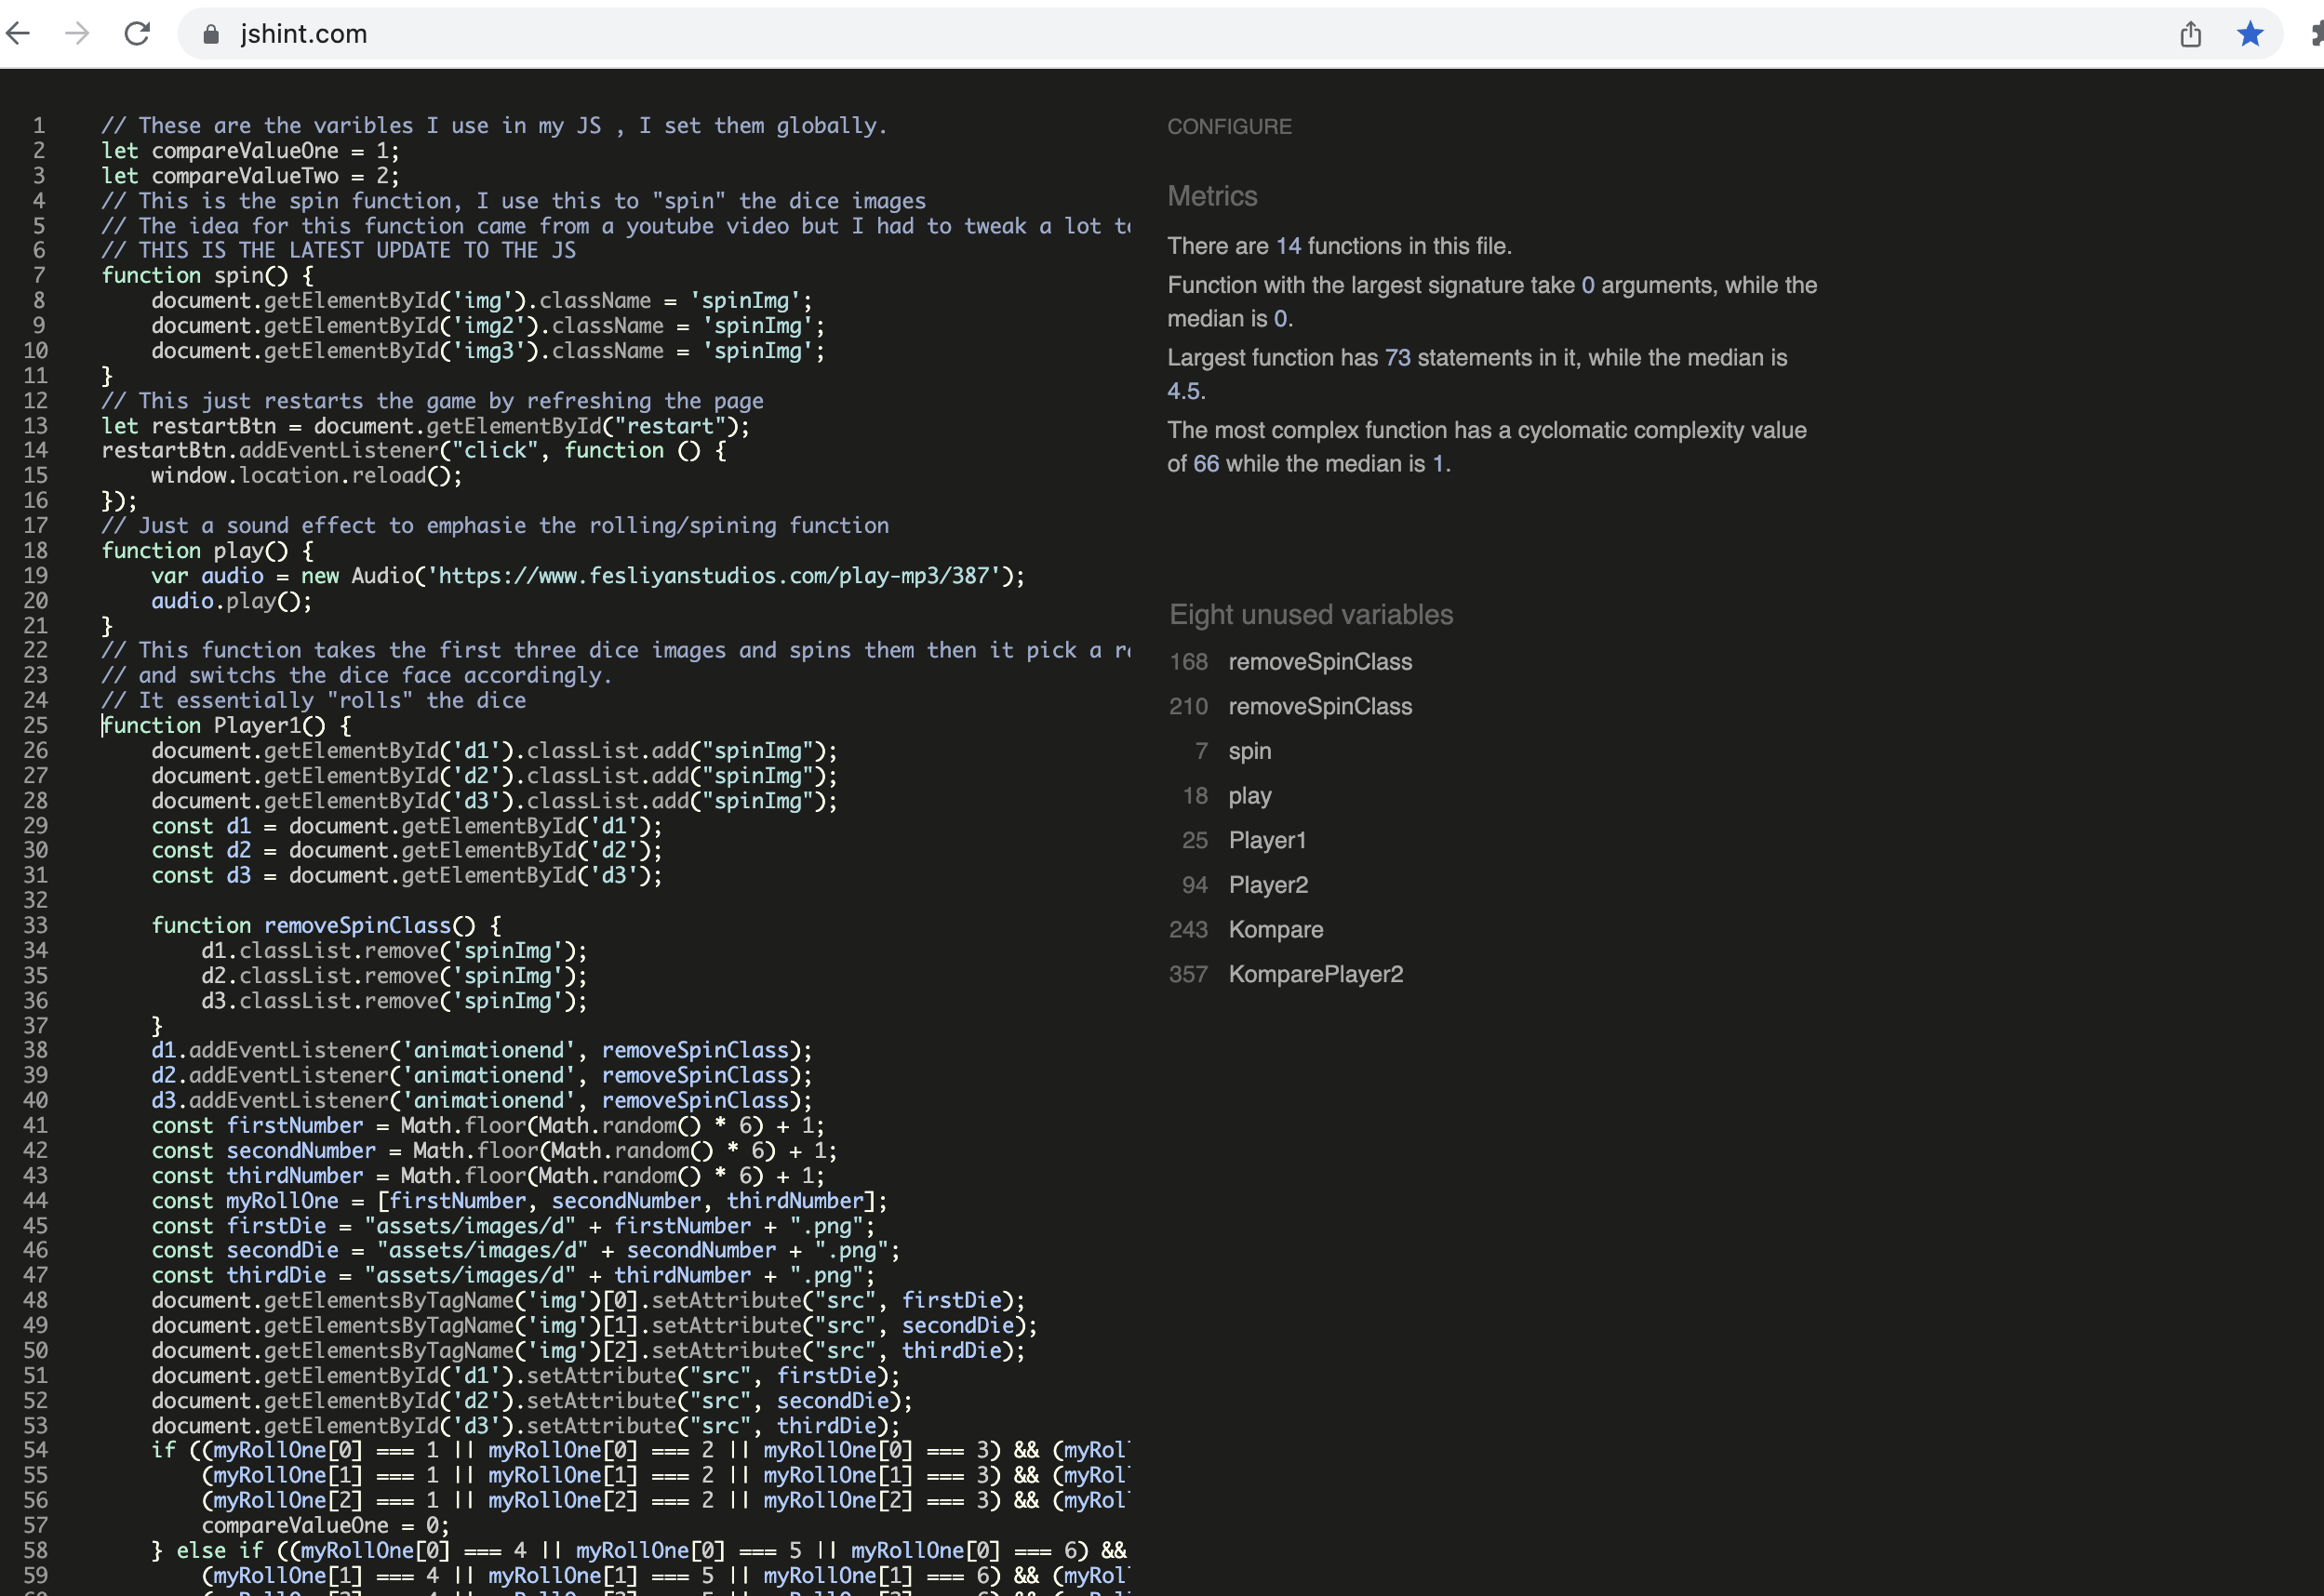 jshint.com
1 // These are the varibles I use in my JS , I set them globally.
2 let compareValueOne = 1;
3 let compareValueTwo = 2;
4 // This is the spin function, I use this to "spin" the dice images
5 // The idea for this function came from a youtube video but I had to tweak a lot
6 // THIS IS THE LATEST UPDATE TO THE JS
7 function spin() {
8 document.getElementById('img').className = 'spinImg';
9 document.getElementById('img2').className = 'spinImg';
10 document.getElementById('img3').className = 'spinImg';
11 }
12 // This just restarts the game by refreshing the page
13 let restartBtn = document.getElementById("restart");
14 restartBtn.addEventListener("click", function () {
15 window.location.reload();
16 });
17 // Just a sound effect to emphasie the rolling/spining function
18 function play() {
19 var audio = new Audio('https://www.fesliyanstudios.com/play-mp3/387');
20 audio.play();
21 }
22 // This function takes the first three dice images and spins them then it pick a
23 // and switchs the dice face accordingly.
24 // It essentially "rolls" the dice
25 function Player1() {
26 document.getElementById('d1').classList.add("spinImg");
27 document.getElementById('d2').classList.add("spinImg");
28 document.getElementById('d3').classList.add("spinImg");
29 const d1 = document.getElementById('d1');
30 const d2 = document.getElementById('d2');
31 const d3 = document.getElementById('d3');
32
33 function removeSpinClass() {
34 d1.classList.remove('spinImg');
35 d2.classList.remove('spinImg');
36 d3.classList.remove('spinImg');
37 }
38 d1.addEventListener('animationend', removeSpinClass);
39 d2.addEventListener('animationend', removeSpinClass);
40 d3.addEventListener('animationend', removeSpinClass);
41 const firstNumber = Math.floor(Math.random() * 6) + 1;
42 const secondNumber = Math.floor(Math.random() * 6) + 1;
43 const thirdNumber = Math.floor(Math.random() * 6) + 1;
44 const myRollOne = [firstNumber, secondNumber, thirdNumber];
45 const firstDie = "assets/images/d" + firstNumber + ".png";
46 const secondDie = "assets/images/d" + secondNumber + ".png";
47 const thirdDie = "assets/images/d" + thirdNumber + ".png";
48 document.getElementsByTagName('img')[0].setAttribute("src", firstDie);
49 document.getElementsByTagName('img')[1].setAttribute("src", secondDie);
50 document.getElementsByTagName('img')[2].setAttribute("src", thirdDie);
51 document.getElementById('d1').setAttribute("src", firstDie);
52 document.getElementById('d2').setAttribute("src", secondDie);
53 document.getElementById('d3').setAttribute("src", thirdDie);
54 if ((myRollOne[0] === 1 || myRollOne[0] === 2 || myRollOne[0] === 3) && (myRol
55 (myRollOne[1] === 1 || myRollOne[1] === 2 || myRollOne[1] === 3) && (myRol
56 (myRollOne[2] === 1 || myRollOne[2] === 2 || myRollOne[2] === 3) && (myRol
57 compareValueOne = 0;
58 } else if ((myRollOne[0] === 4 || myRollOne[0] === 5 || myRollOne[0] === 6) &&
59 (myRollOne[1] === 4 || myRollOne[1] === 5 || myRollOne[1] === 6) && (myRol
CONFIGURE
Metrics
There are 14 functions in this file.
Function with the largest signature take 0 arguments, while the
median is 0.
Largest function has 73 statements in it, while the median is
4.5.
The most complex function has a cyclomatic complexity value
of 66 while the median is 1.
Eight unused variables
168 removeSpinClass
210 removeSpinClass
7 spin
18 play
25 Player1
94 Player2
243 Kompare
357 KomparePlayer2